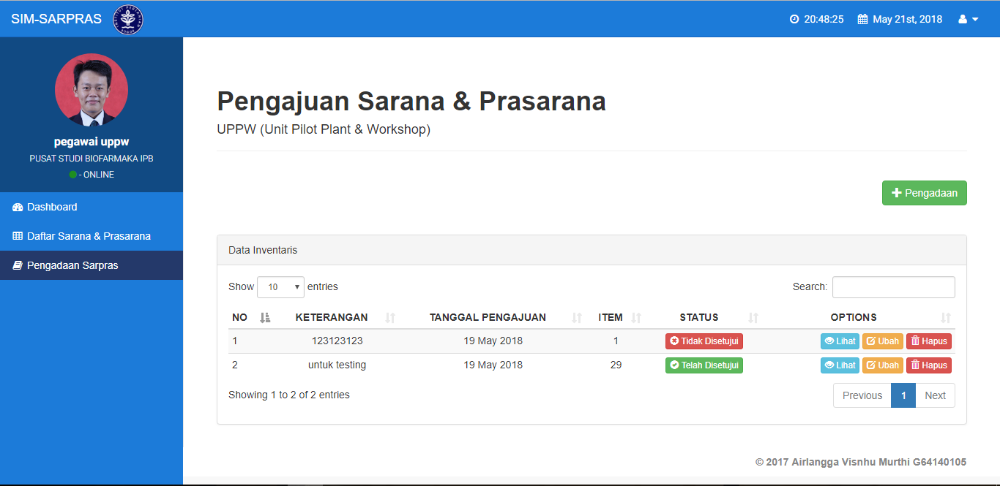 SIM-SARPRAS
20:48:25 May 21st, 2018
pegawai uppw
PUSAT STUDI BIOFARMAKA IPB
- ONLINE
Dashboard
Daftar Sarana & Prasarana
Pengadaan Sarpras
Pengajuan Sarana & Prasarana
UPPW (Unit Pilot Plant & Workshop)
Pengadaan
Data Inventaris
Show 10 entries Search:
NO KETERANGAN TANGGAL PENGAJUAN ITEM STATUS OPTIONS
1 123123123 19 May 2018 1 Tidak Disetujui Lihat Ubah Hapus
2 untuk testing 19 May 2018 29 Telah Disetujui Lihat Ubah Hapus
Showing 1 to 2 of 2 entries Previous 1 Next
© 2017 Airlangga Visnhu Murthi G64140105